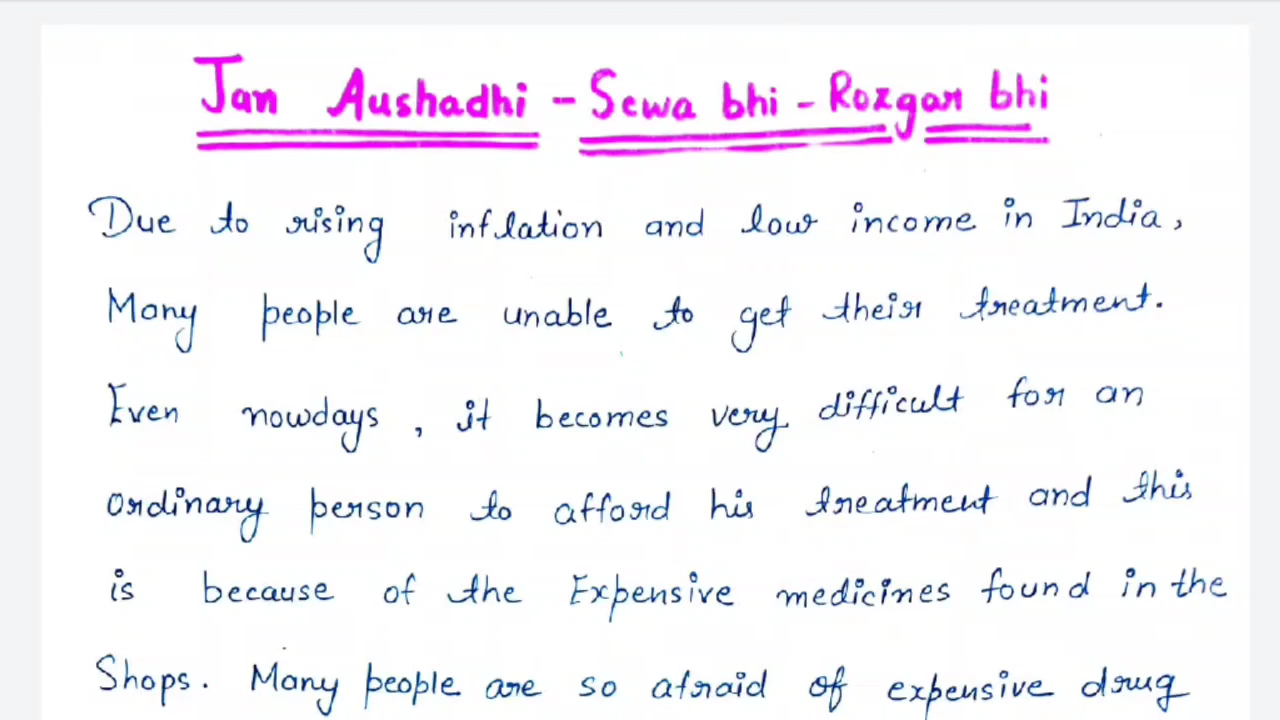 Jan Aushadhi - Sewa bhi - Rozgar bhi
Due to rising inflation and low income in India,
Many people are unable to get their treatment.
Even nowdays, it becomes very difficult for an
ordinary person to afford his treatment and this
is because of the Expensive medicines found in the
Shops. Many people are so afraid of expensive drug